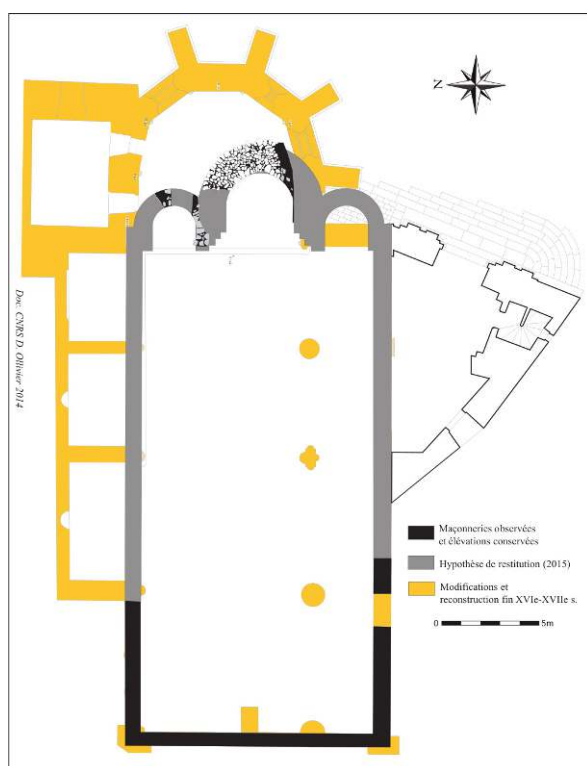 N
Doc. CNRS D. Ollivier 2014
Maçonneries observées
et élévations conservées
Hypothèse de restitution (2015)
Modifications et
reconstruction fin XVIe-XVIIe s.
0 5m